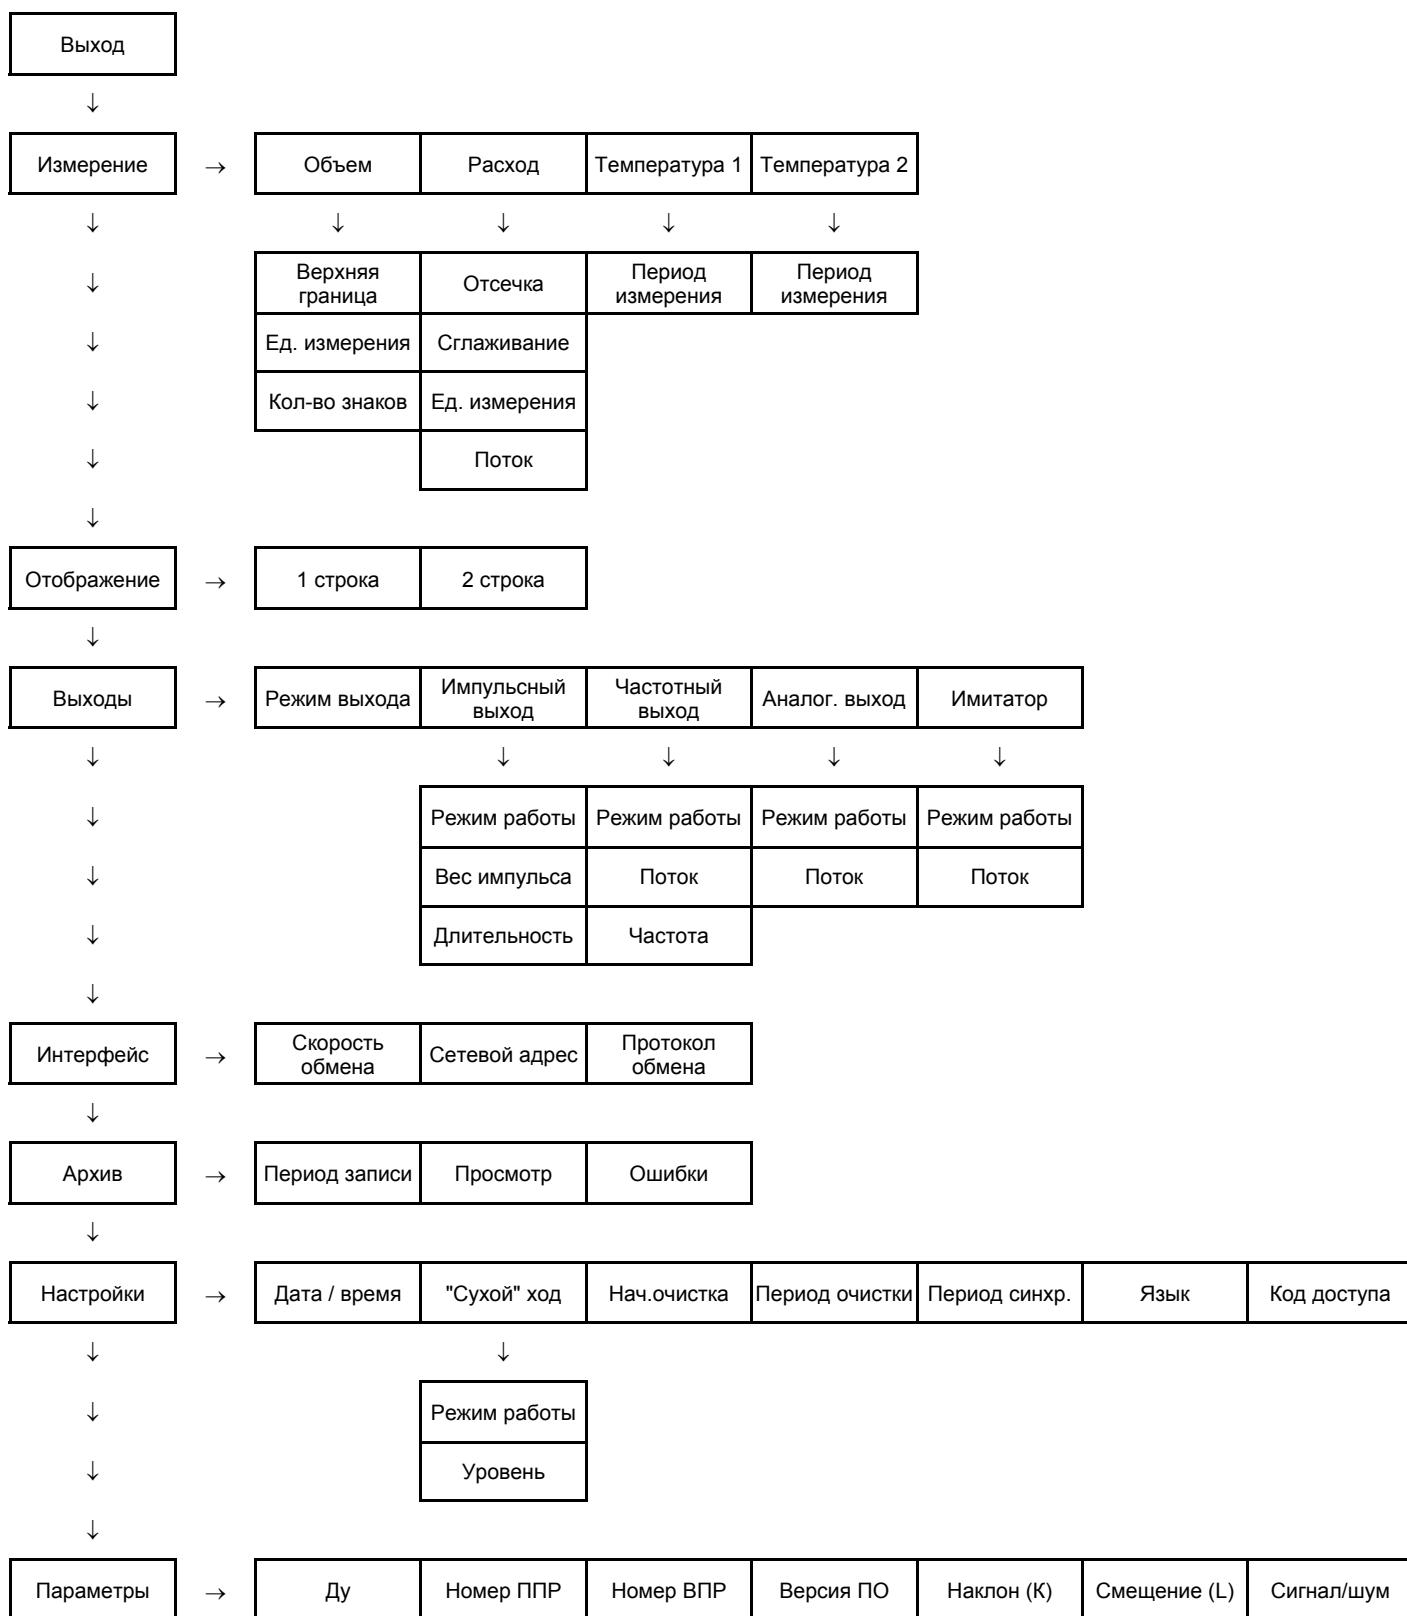 Выход
↓
Измерение → Объем Расход Температура 1 Температура 2
↓ ↓ ↓ ↓ ↓
↓ Верхняя граница Отсечка Период измерения Период измерения
↓ Ед. измерения Сглаживание
↓ Кол-во знаков Ед. измерения
↓ Поток
↓
Отображение → 1 строка 2 строка
↓
Выходы → Режим выхода Импульсный выход Частотный выход Аналог. выход Имитатор
↓ ↓ ↓ ↓ ↓
↓ Режим работы Режим работы Режим работы Режим работы
↓ Вес импульса Поток Поток Поток
↓ Длительность Частота
↓
Интерфейс → Скорость обмена Сетевой адрес Протокол обмена
↓
Архив → Период записи Просмотр Ошибки
↓
Настройки → Дата / время "Сухой" ход Нач.очистка Период очистки Период синхр. Язык Код доступа
↓ ↓
↓ Режим работы
↓ Уровень
↓
Параметры → Ду Номер ППР Номер ВПР Версия ПО Наклон (К) Смещение (L) Сигнал/шум